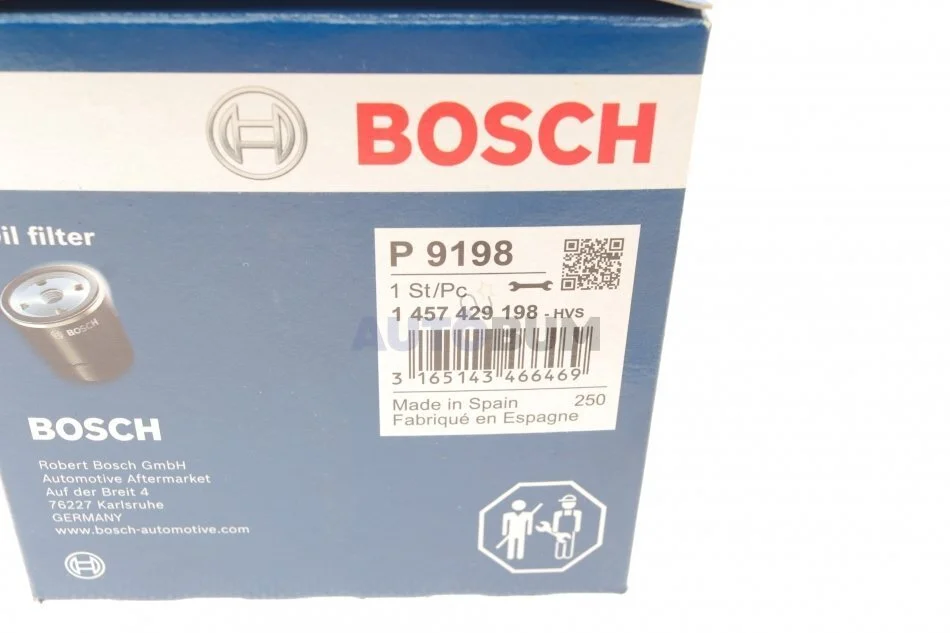 BOSCH
il filter
P 9198
1 St/Pc
1 457 429 198 - HVS
AUTODUM
3 165143 466469
Made in Spain 250
Fabriqué en Espagne
BOSCH
BOSCH
Robert Bosch GmbH
Automotive Aftermarket
Auf der Breit 4
76227 Karlsruhe
GERMANY
www.bosch-automotive.com